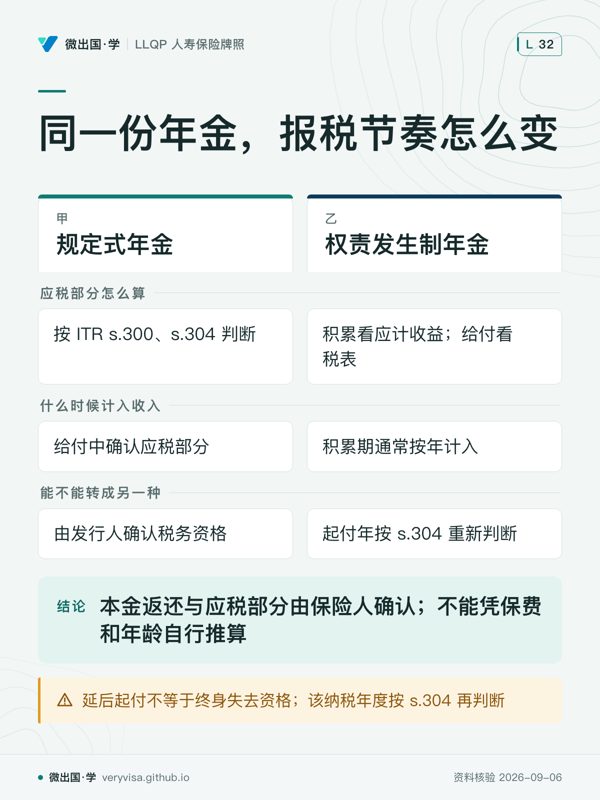 微出国·学 | LLQP 人寿保险牌照
L 32
同一份年金，报税节奏怎么变
甲
规定式年金
乙
权责发生制年金
应税部分怎么算
按 ITR s.300、s.304 判断
积累看应计收益；给付看
税表
什么时候计入收入
给付中确认应税部分
积累期通常按年计入
能不能转成另一种
由发行人确认税务资格
起付年按 s.304 重新判断
结论 本金返还与应税部分由保险人确认；不能凭保费
和年龄自行推算
延后起付不等于终身失去资格；该纳税年度按 s.304 再判断
微出国·学 veryvisa.github.io
资料核验 2026-09-06